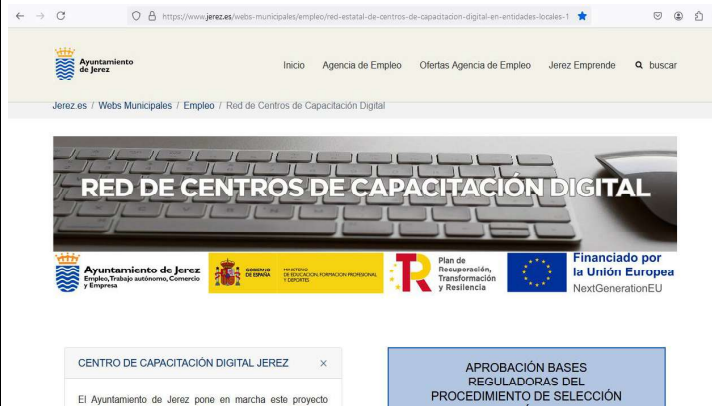 https://www.jerez.es/webs-municipales/empleo/red-estatal-de-centros-de-capacitacion-digital-en-entidades-locales-1
Ayuntamiento
de Jerez
Inicio Agencia de Empleo Ofertas Agencia de Empleo Jerez Emprende buscar
Jerez.es / Webs Municipales / Empleo / Red de Centros de Capacitación Digital
RED DE CENTROS DE CAPACITACIÓN DIGITAL
Ayuntamiento de Jerez
Empleo, Trabajo autónomo, Comercio
y Empresa
GOBIERNO
DE ESPAÑA
MINISTERIO
DE EDUCACIÓN, FORMACIÓN PROFESIONAL
Y DEPORTES
Plan de
Recuperación,
Transformación
y Resiliencia
Financiado por
la Unión Europea
NextGenerationEU
CENTRO DE CAPACITACIÓN DIGITAL JEREZ
El Ayuntamiento de Jerez pone en marcha este proyecto
APROBACIÓN BASES
REGULADORAS DEL
PROCEDIMIENTO DE SELECCIÓN